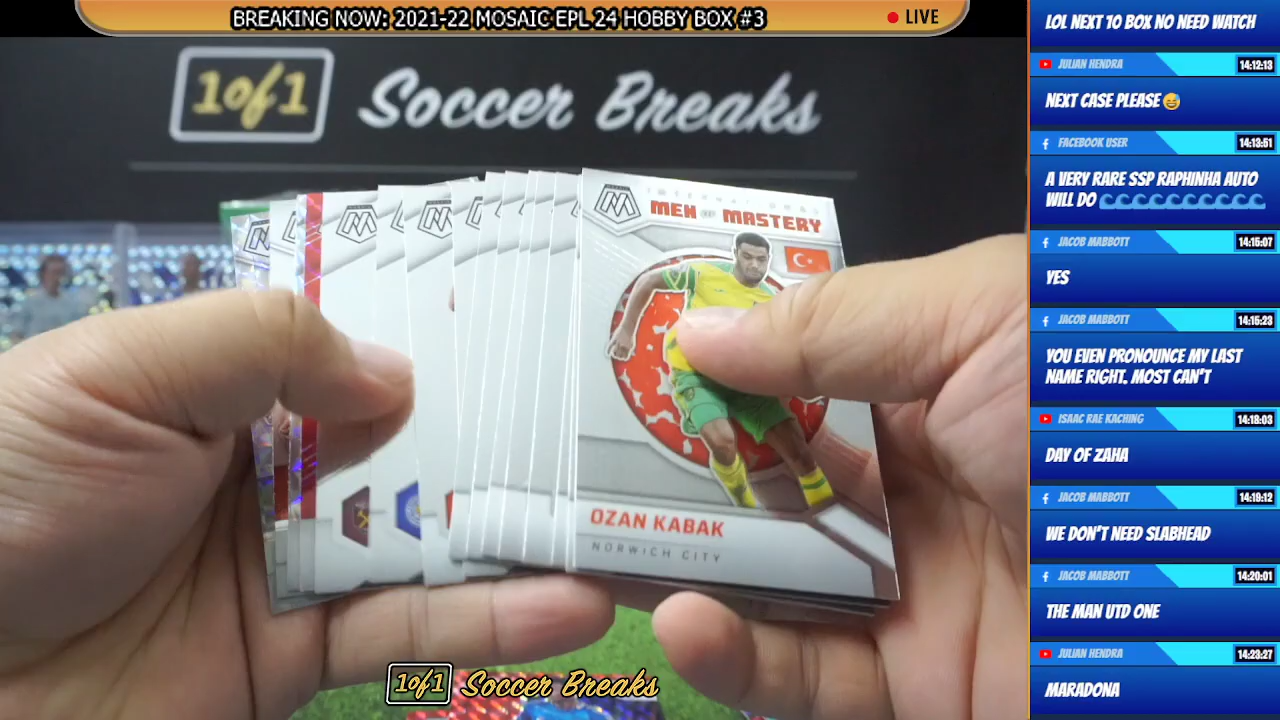 BREAKING NOW: 2021-22 MOSAIC EPL 24 HOBBY BOX #3
LIVE
1of1 Soccer Breaks
INTERNATIONAL
MEN OF MASTERY
OZAN KABAK
NORWICH CITY
1of1 Soccer Breaks
LOL NEXT 10 BOX NO NEED WATCH
JULIAN HENDRA 14:12:13
NEXT CASE PLEASE😅
FACEBOOK USER 14:13:51
A VERY RARE SSP RAPHINHA AUTO
WILL DO 🌊🌊🌊🌊🌊🌊🌊🌊🌊🌊
JACOB MABBOTT 14:15:07
YES
JACOB MABBOTT 14:15:23
YOU EVEN PRONOUNCE MY LAST
NAME RIGHT. MOST CAN'T
ISAAC RAE KACHING 14:18:03
DAY OF ZAHA
JACOB MABBOTT 14:19:12
WE DON'T NEED SLABHEAD
JACOB MABBOTT 14:20:01
THE MAN UTD ONE
JULIAN HENDRA 14:23:27
MARADONA